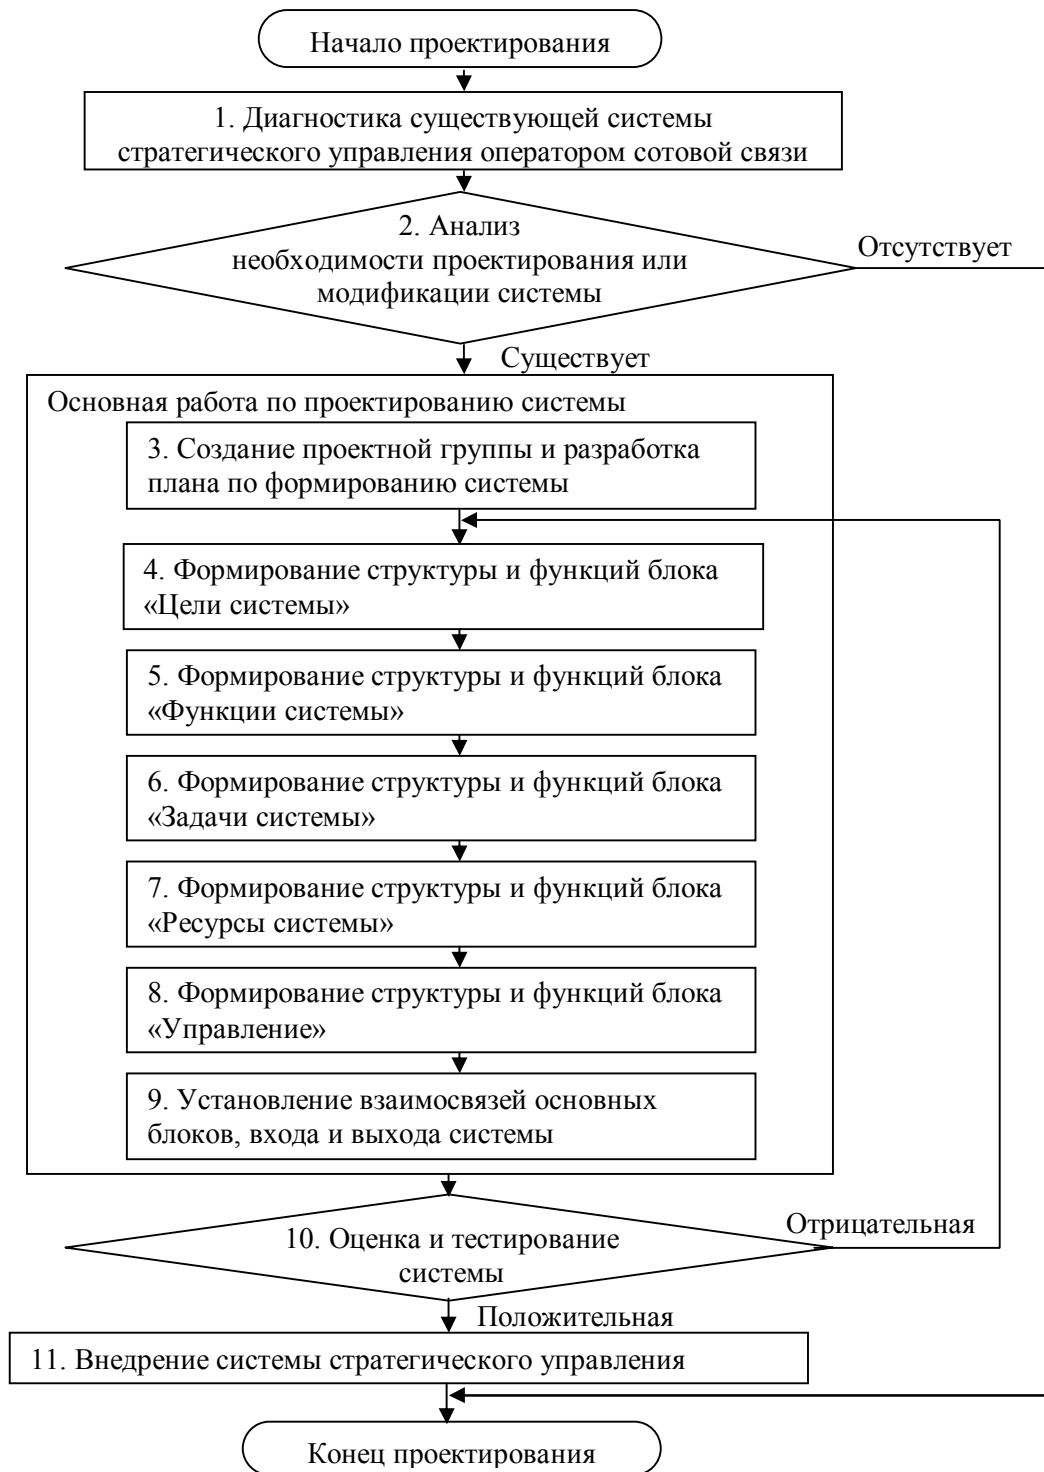 Начало проектирования
1. Диагностика существующей системы
стратегического управления оператором сотовой связи
2. Анализ
необходимости проектирования или
модификации системы
Отсутствует
Существует
Основная работа по проектированию системы
3. Создание проектной группы и разработка
плана по формированию системы
4. Формирование структуры и функций блока
«Цели системы»
5. Формирование структуры и функций блока
«Функции системы»
6. Формирование структуры и функций блока
«Задачи системы»
7. Формирование структуры и функций блока
«Ресурсы системы»
8. Формирование структуры и функций блока
«Управление»
9. Установление взаимосвязей основных
блоков, входа и выхода системы
10. Оценка и тестирование
системы
Отрицательная
Положительная
11. Внедрение системы стратегического управления
Конец проектирования